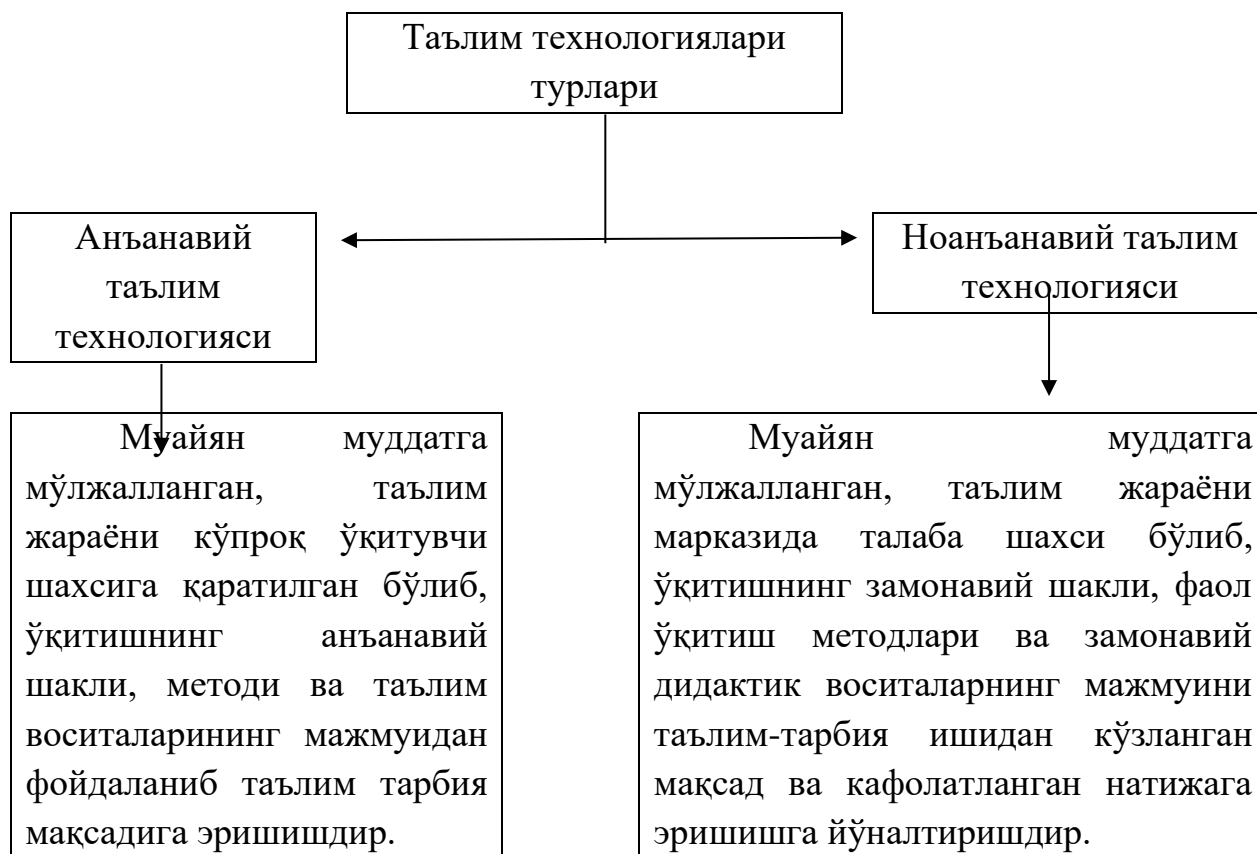 Таълим технологиялари
турлари
Анъанавий
таълим
технологияси
Ноанъанавий таълим
технологияси
Муайян муддатга
мўлжалланган, таълим
жараёни кўпроқ ўқитувчи
шахсига қаратилган бўлиб,
ўқитишнинг анъанавий
шакли, методи ва таълим
воситаларининг мажмуидан
фойдаланиб таълим тарбия
мақсадига эришишдир.
Муайян муддатга
мўлжалланган, таълим жараёни
марказида талаба шахси бўлиб,
ўқитишнинг замонавий шакли, фаол
ўқитиш методлари ва замонавий
дидактик воситаларнинг мажмуини
таълим-тарбия ишидан кўзланган
мақсад ва кафолатланган натижага
эришишга йўналтиришдир.